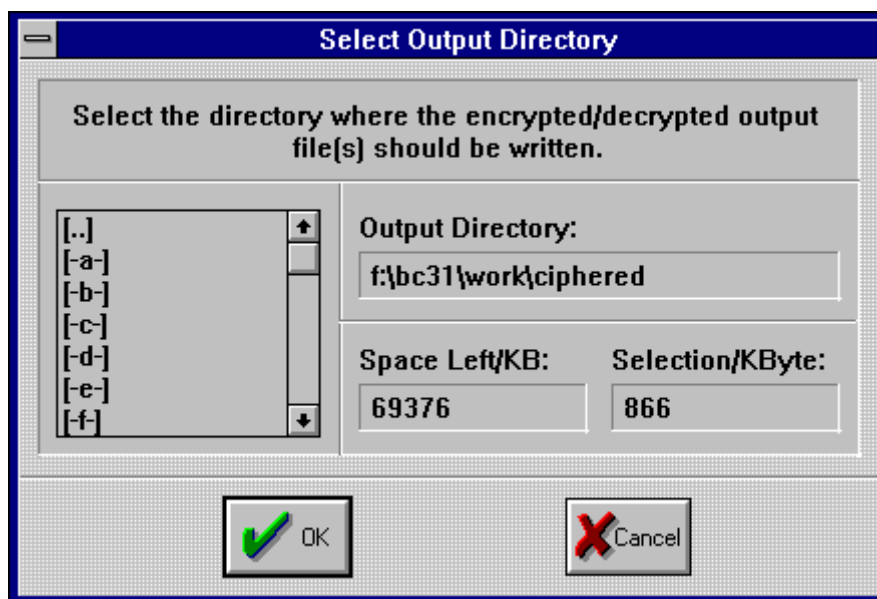 Select Output Directory
Select the directory where the encrypted/decrypted output
file(s) should be written.
[..]
[-a-]
[-b-]
[-c-]
[-d-]
[-e-]
[-f-]
Output Directory:
f:\bc31\work\ciphered
Space Left/KB:
Selection/KByte:
69376
866
OK
Cancel